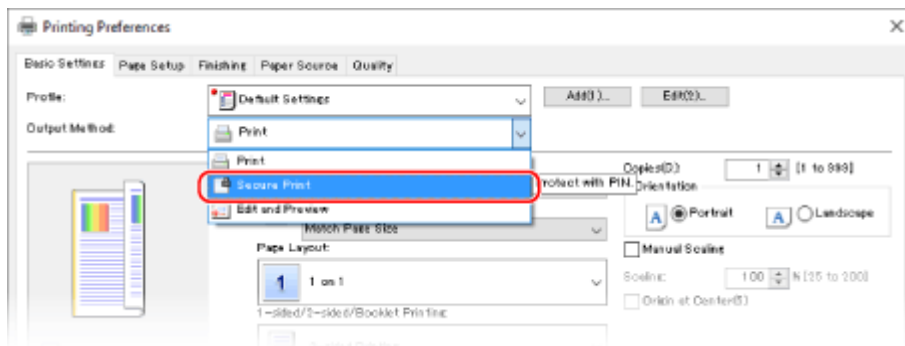 Printing Preferences
Basic Settings Page Setup Finishing Paper Source Quality
Profile: Default Settings Add(1)... Edit(2)...
Output Method: Print
Print
Secure Print
Edit and Preview
rotect with PIN.
Copies(D): 1 [1 to 999]
Orientation
A Portrait A Landscape
Match Page Size
Manual Scaling
Page Layout:
1 1 on 1
Scaling: 100 % [25 to 200]
Origin at Center(5)
1-sided/2-sided/Booklet Printing: